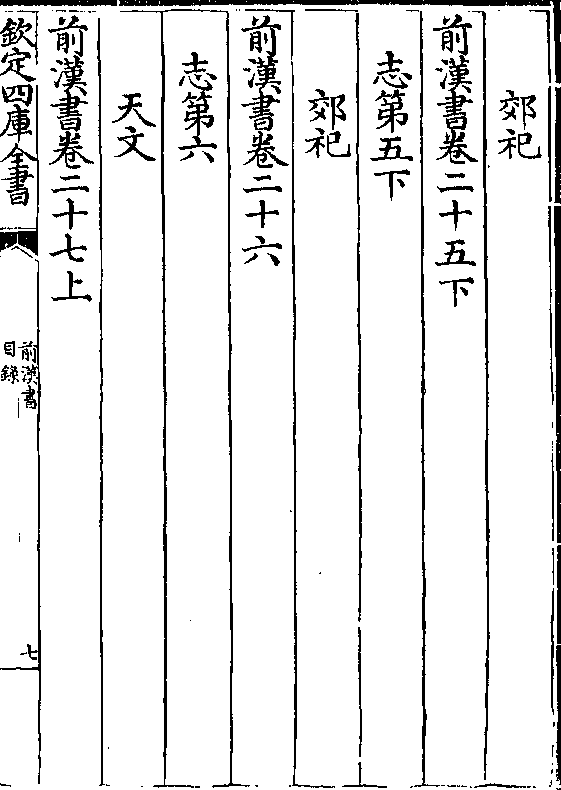 郊祀
前漢書卷二十五下
志第五下
郊祀
前漢書卷二十六
志第六
天文
前漢書卷二十七上
欽定四庫全書
前漢書
目錄
七